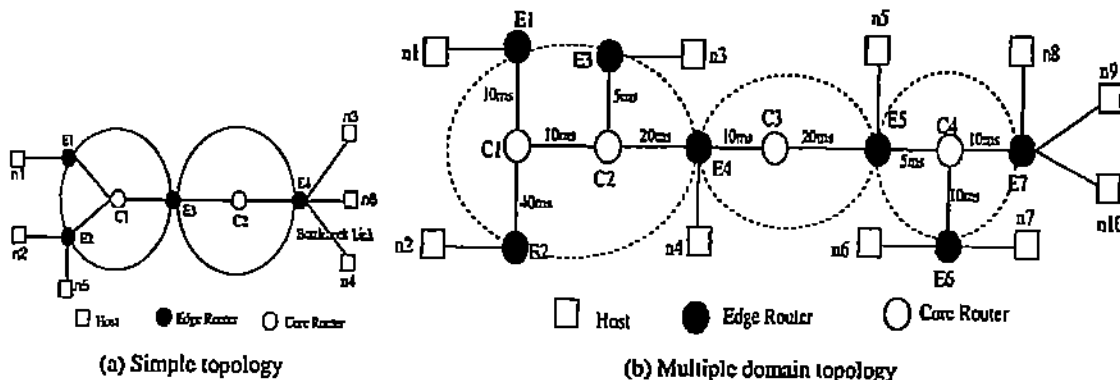 E1
n1
E2
n2
n5
C1
E3
C2
E4
n3
n6
Bottleneck Link
n4
Host
Edge Router
Core Router
(a) Simple topology
E1
n1
E3
n3
10ms
5ms
C1
10ms
C2
20ms
E4
10ms
C3
20ms
E5
n5
5ms
C4
10ms
E7
n8
n9
n10
40ms
n2
E2
n4
10ms
n6
E6
n7
Host
Edge Router
Core Router
(b) Multiple domain topology